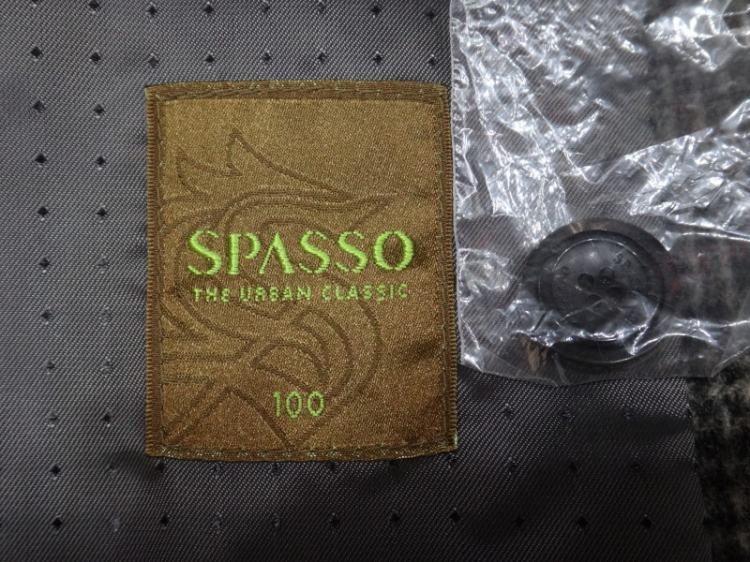 SPASSO
THE URBAN CLASSIC
100